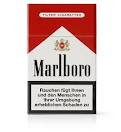 FILTER CIGARETTES
Marlboro
Rauchen fügt Ihnen
und den Menschen in
Ihrer Umgebung
erheblichen Schaden zu